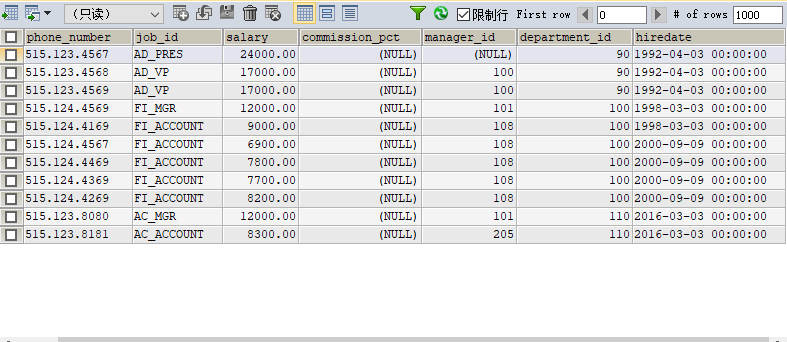 (只读) 限制行 First row 0 # of rows 1000
phone_number job_id salary commission_pct manager_id department_id hiredate
515.123.4567 AD_PRES 24000.00 (NULL) (NULL) 90 1992-04-03 00:00:00
515.123.4568 AD_VP 17000.00 (NULL) 100 90 1992-04-03 00:00:00
515.123.4569 AD_VP 17000.00 (NULL) 100 90 1992-04-03 00:00:00
515.124.4569 FI_MGR 12000.00 (NULL) 101 100 1998-03-03 00:00:00
515.124.4169 FI_ACCOUNT 9000.00 (NULL) 108 100 1998-03-03 00:00:00
515.124.4567 FI_ACCOUNT 6900.00 (NULL) 108 100 2000-09-09 00:00:00
515.124.4469 FI_ACCOUNT 7800.00 (NULL) 108 100 2000-09-09 00:00:00
515.124.4369 FI_ACCOUNT 7700.00 (NULL) 108 100 2000-09-09 00:00:00
515.124.4269 FI_ACCOUNT 8200.00 (NULL) 108 100 2000-09-09 00:00:00
515.123.8080 AC_MGR 12000.00 (NULL) 101 110 2016-03-03 00:00:00
515.123.8181 AC_ACCOUNT 8300.00 (NULL) 205 110 2016-03-03 00:00:00